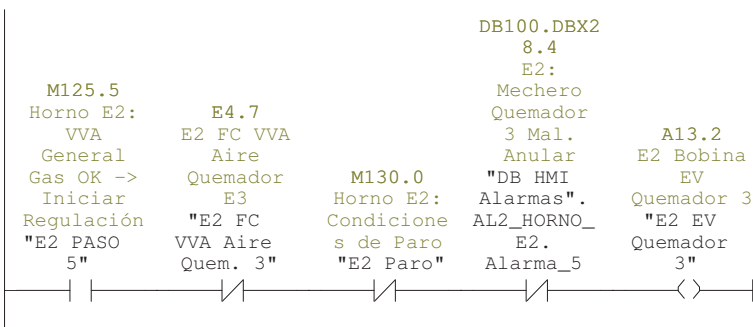 M125.5
Horno E2:
VVA
General
Gas OK ->
Iniciar
Regulación
"E2 PASO
5"
E4.7
E2 FC VVA
Aire
Quemador
E3
"E2 FC
VVA Aire
Quem. 3"
M130.0
Horno E2:
Condicione
s de Paro
"E2 Paro"
DB100.DBX2
8.4
E2:
Mechero
Quemador
3 Mal.
Anular
"DB HMI
Alarmas".
AL2_HORNO_
E2.
Alarma_5
A13.2
E2 Bobina
EV
Quemador 3
"E2 EV
Quemador
3"